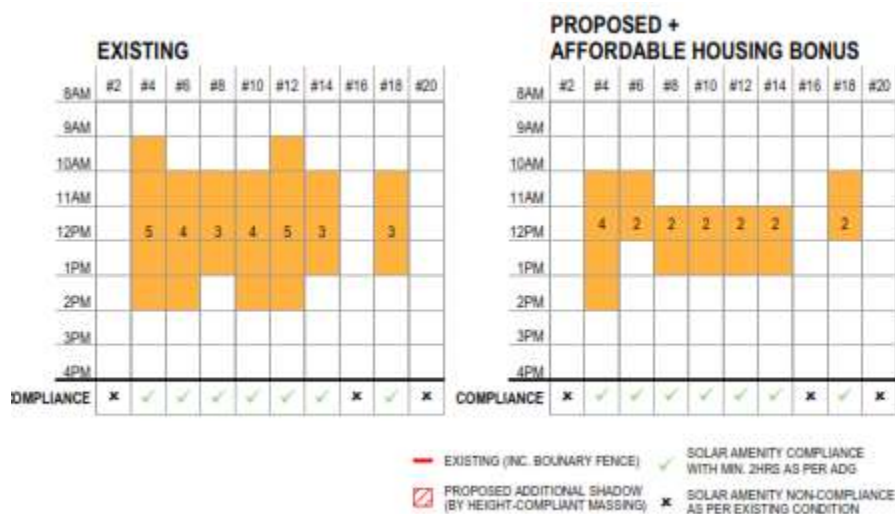 EXISTING
#2 #4 #6 #8 #10 #12 #14 #16 #18 #20
8AM
9AM
10AM
11AM
12PM 5 4 3 4 5 3 3
1PM
2PM
3PM
4PM
OMPLIANCE × ✓ ✓ ✓ ✓ ✓ ✓ × ✓ ×
PROPOSED +
AFFORDABLE HOUSING BONUS
#2 #4 #6 #8 #10 #12 #14 #16 #18 #20
8AM
9AM
10AM
11AM
12PM 4 2 2 2 2 2 2
1PM
2PM
3PM
4PM
COMPLIANCE × ✓ ✓ ✓ ✓ ✓ ✓ × ✓ ×
EXISTING (INC. BOUNARY FENCE)
PROPOSED ADDITIONAL SHADOW
(BY HEIGHT-COMPLIANT MASSING)
✓ SOLAR AMENITY COMPLIANCE
WITH MIN. 2HRS AS PER ADG
× SOLAR AMENITY NON-COMPLIANCE
AS PER EXISTING CONDITION